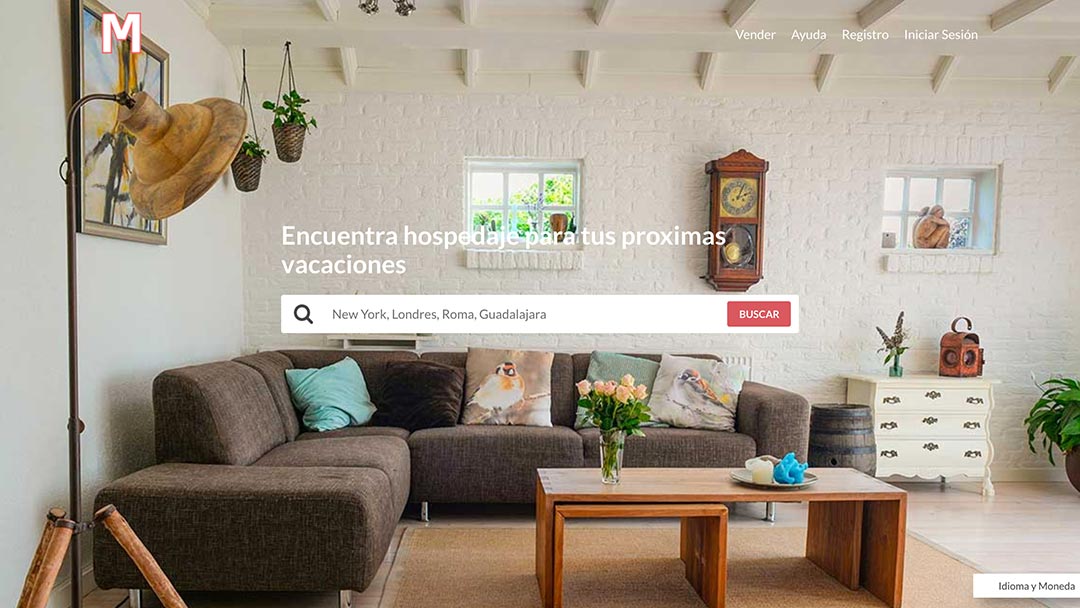 M
Vender Ayuda Registro Iniciar Sesión
Encuentra hospedaje para tus proximas
vacaciones
New York, Londres, Roma, Guadalajara
BUSCAR
Idioma y Moneda